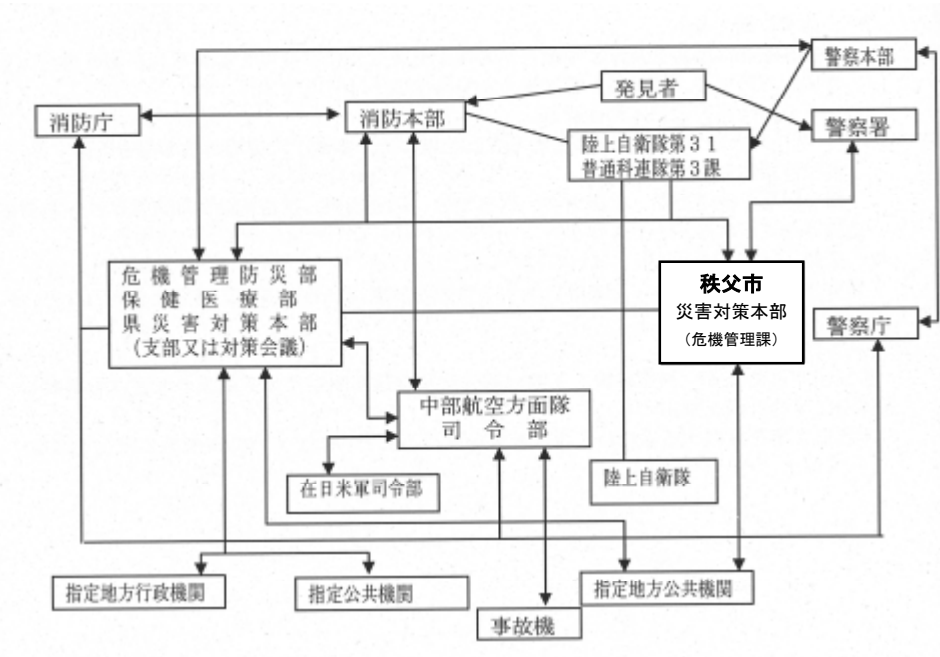 警察本部
発見者
消防庁
消防本部
警察署
陸上自衛隊第31
普通科連隊第3課
危機管理防災部
保健医療部
県災害対策本部
(支部又は対策会議)
秩父市
災害対策本部
(危機管理課)
警察庁
中部航空方面隊
司令部
在日米軍司令部
陸上自衛隊
指定地方行政機関
指定公共機関
指定地方公共機関
事故機